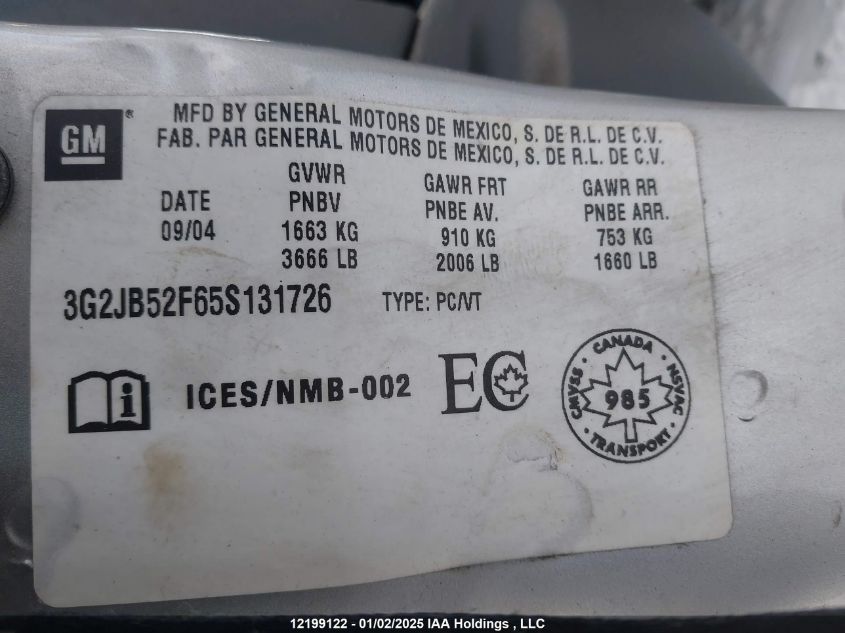 GM
MFD BY GENERAL MOTORS DE MEXICO, S. DE R.L. DE C.V.
FAB. PAR GENERAL MOTORS DE MEXICO, S. DE R.L. DE C.V.
GVWR GAWR FRT GAWR RR
DATE PNBV PNBE AV. PNBE ARR.
09/04 1663 KG 910 KG 753 KG
3666 LB 2006 LB 1660 LB
3G2JB52F65S131726 TYPE: PC/VT
i ICES/NMB-002 EC
CANADA
CMVSS 985 NSVAC
TRANSPORT
12199122 - 01/02/2025 IAA Holdings , LLC